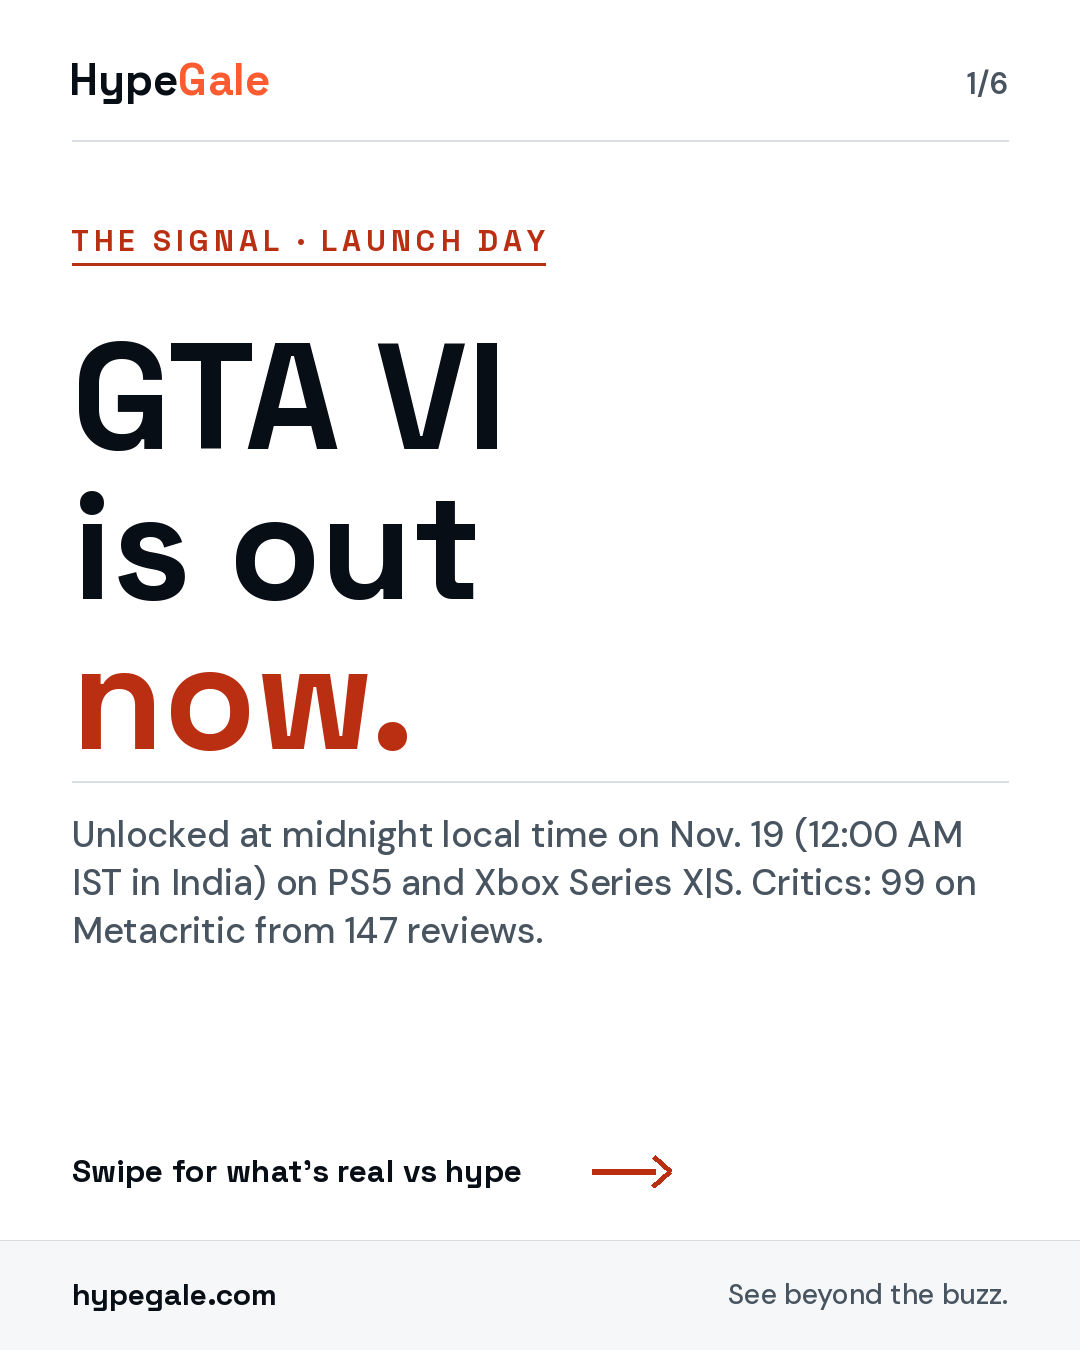 HypeGale
1/6
THE SIGNAL · LAUNCH DAY
GTA VI
is out
now.
Unlocked at midnight local time on Nov. 19 (12:00 AM
IST in India) on PS5 and Xbox Series X|S. Critics: 99 on
Metacritic from 147 reviews.
Swipe for what’s real vs hype
hypegale.com
See beyond the buzz.